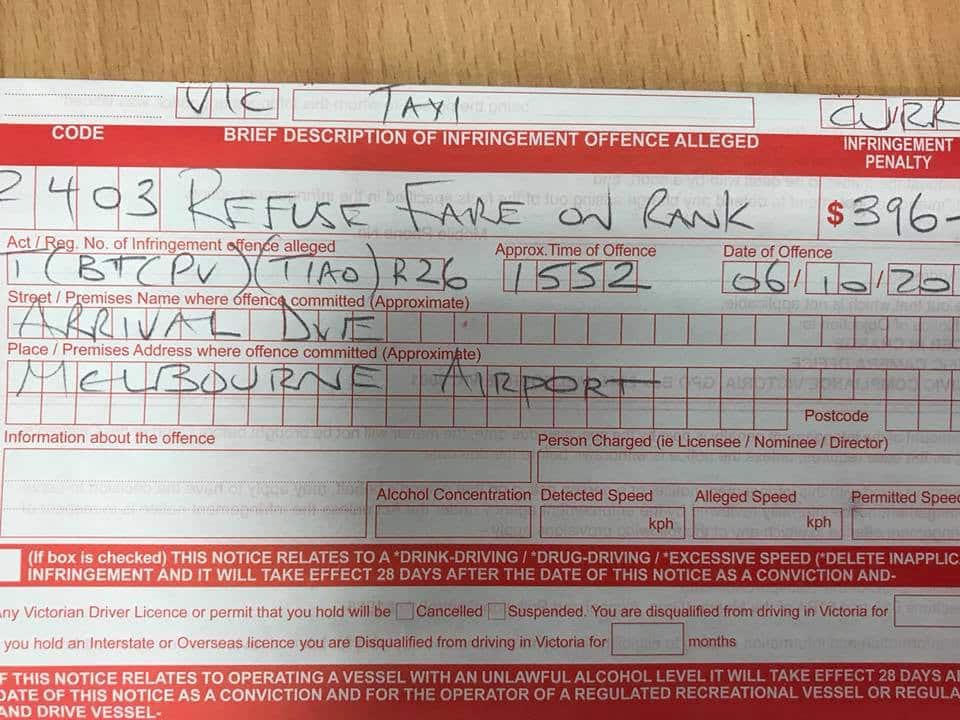 VIC TAXI CURR
CODE BRIEF DESCRIPTION OF INFRINGEMENT OFFENCE ALLEGED INFRINGEMENT PENALTY
2403 REFUSE FARE ON RANK $396-
Act / Reg. No. of Infringement offence alleged Approx.Time of Offence Date of Offence
T(BTCPV)(TIAO)R26 1552 06/10/20
Street / Premises Name where offence committed (Approximate)
ARRIVAL DVE
Place / Premises Address where offence committed (Approximate)
MELBOURNE AIRPORT
Postcode
Information about the offence Person Charged (ie Licensee / Nominee / Director)
Alcohol Concentration Detected Speed Alleged Speed Permitted Speed
kph kph
(If box is checked) THIS NOTICE RELATES TO A *DRINK-DRIVING / *DRUG-DRIVING / *EXCESSIVE SPEED (*DELETE INAPPLIC
INFRINGEMENT AND IT WILL TAKE EFFECT 28 DAYS AFTER THE DATE OF THIS NOTICE AS A CONVICTION AND-
ny Victorian Driver Licence or permit that you hold will be Cancelled Suspended. You are disqualified from driving in Victoria for
you hold an Interstate or Overseas licence you are Disqualified from driving in Victoria for months
F THIS NOTICE RELATES TO OPERATING A VESSEL WITH AN UNLAWFUL ALCOHOL LEVEL IT WILL TAKE EFFECT 28 DAYS A
DATE OF THIS NOTICE AS A CONVICTION AND FOR THE OPERATOR OF A REGULATED RECREATIONAL VESSEL OR REGULA
AND DRIVE VESSEL-